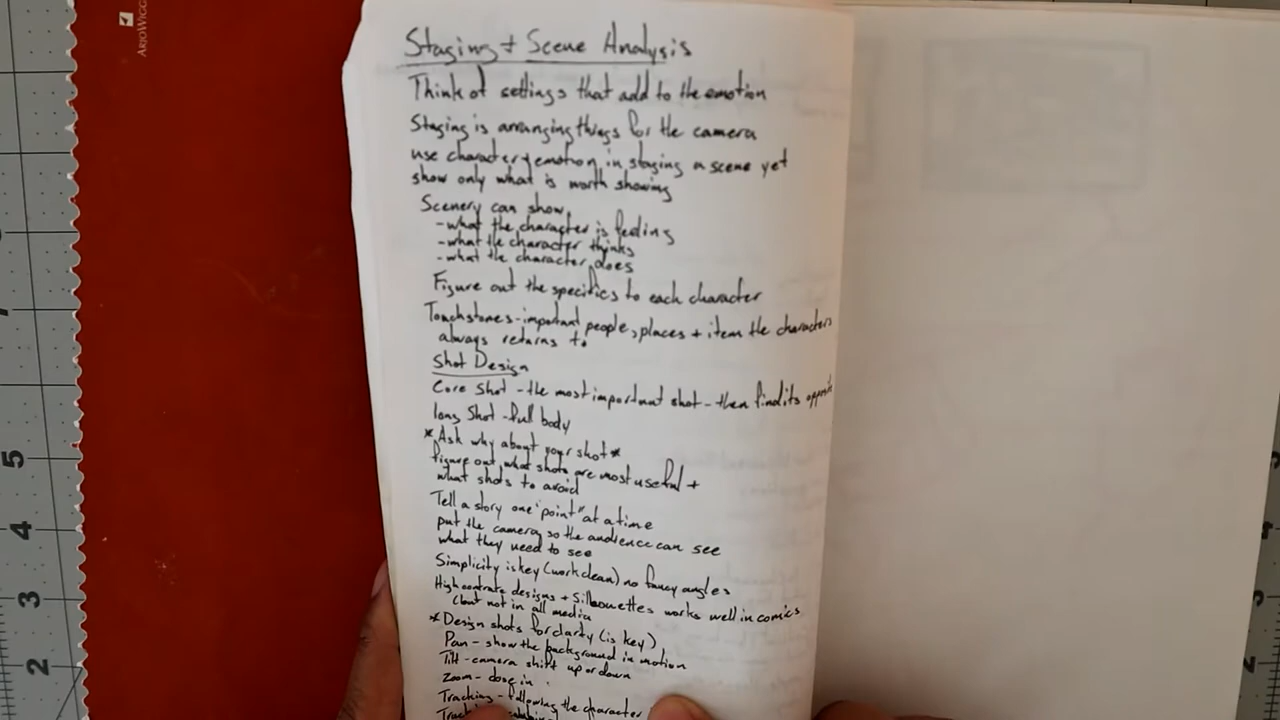 ARJOWIGG
Staging + Scene Analysis
Think of settings that add to the emotion
Staging is arranging things for the camera
use character emotion in staging a scene yet
show only what is worth showing
Scenery can show
-what the character is feeling
-what the character thinks
-what the character does
Figure out the specifics to each character
Touchstones-important people, places + item the characters
always returns to
Shot Design
Core shot - the most important shot - then find its opposite
long shot - full body
*Ask why about your shot*
figure out what shots are most useful +
what shots to avoid
Tell a story one "point" at a time
put the camera so the audience can see
what they need to see
Simplicity is key (work clean) no fancy angles
High contrate designs + Silhouettes works well in comics
(but not in all media
*Design shots for clarity (is key)
Pan - show the background in motion
Tilt - camera shift up or down
Zoom - in
Tracking - following the character
5
4
3
2